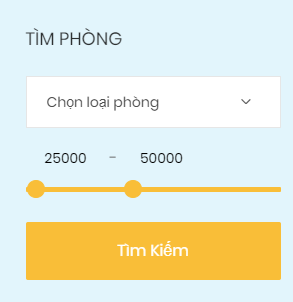 TÌM PHÒNG
Chọn loại phòng
25000 – 50000
Tìm Kiếm